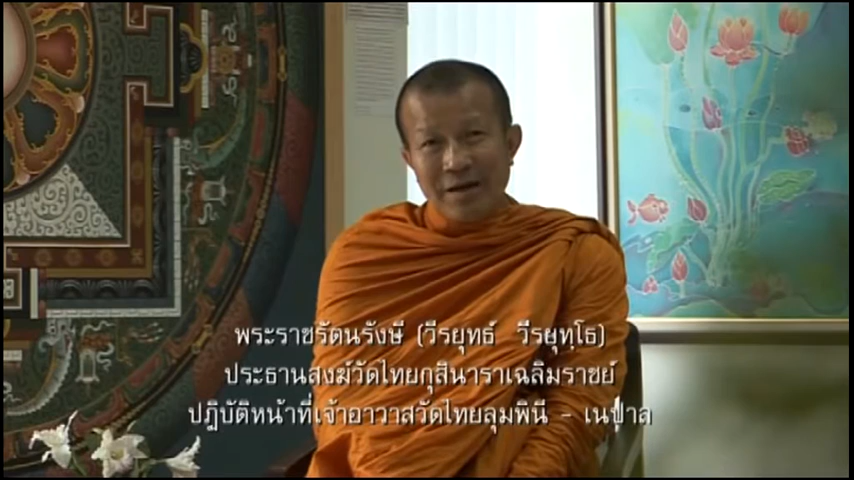 พระราชรัตนรังษี (วีรยุทธ์ วีรยุทฺโธ)
ประธานสงฆ์วัดไทยกุสินาราเฉลิมราชย์
ปฏิบัติหน้าที่เจ้าอาวาสวัดไทยลุมพินี - เนปาล